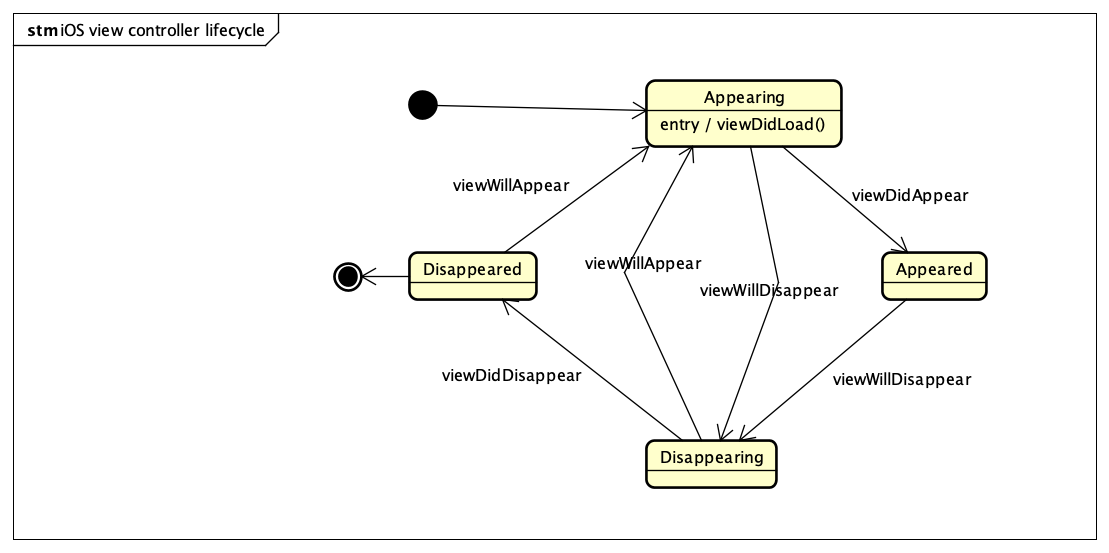 stm iOS view controller lifecycle
Appearing
entry / viewDidLoad()
viewWillAppear
viewDidAppear
viewWillAppear
Disappeared
Appeared
viewWillDisappear
viewDidDisappear
viewWillDisappear
Disappearing